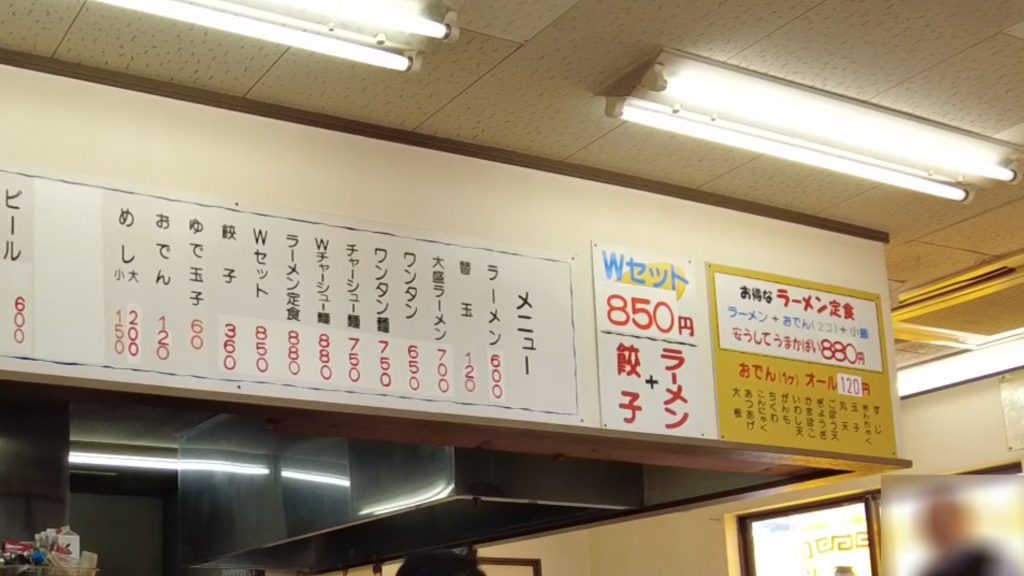 メニュー
ラーメン 600
替玉 120
大盛ラーメン 700
ワンタン 650
ワンタン麺 750
チャーシュー麺 750
Wチャーシュー麺 880
ラーメン定食 880
Wセット 850
餃子 360
ゆで玉子 60
おでん 120
めし大 200
小 150
ビール 600
Wセット
850円
ラーメン
+
餃子
お得なラーメン定食
ラーメン+おでん(2コ)+小飯
なうしてうまかばい880円
おでん(1ヶ)オール120円
すじ
きんちゃく
玉子
丸天
ごぼう天
ぎょうざ
いわし
がんも
ちくわ
こんにゃく
あつあげ
大根